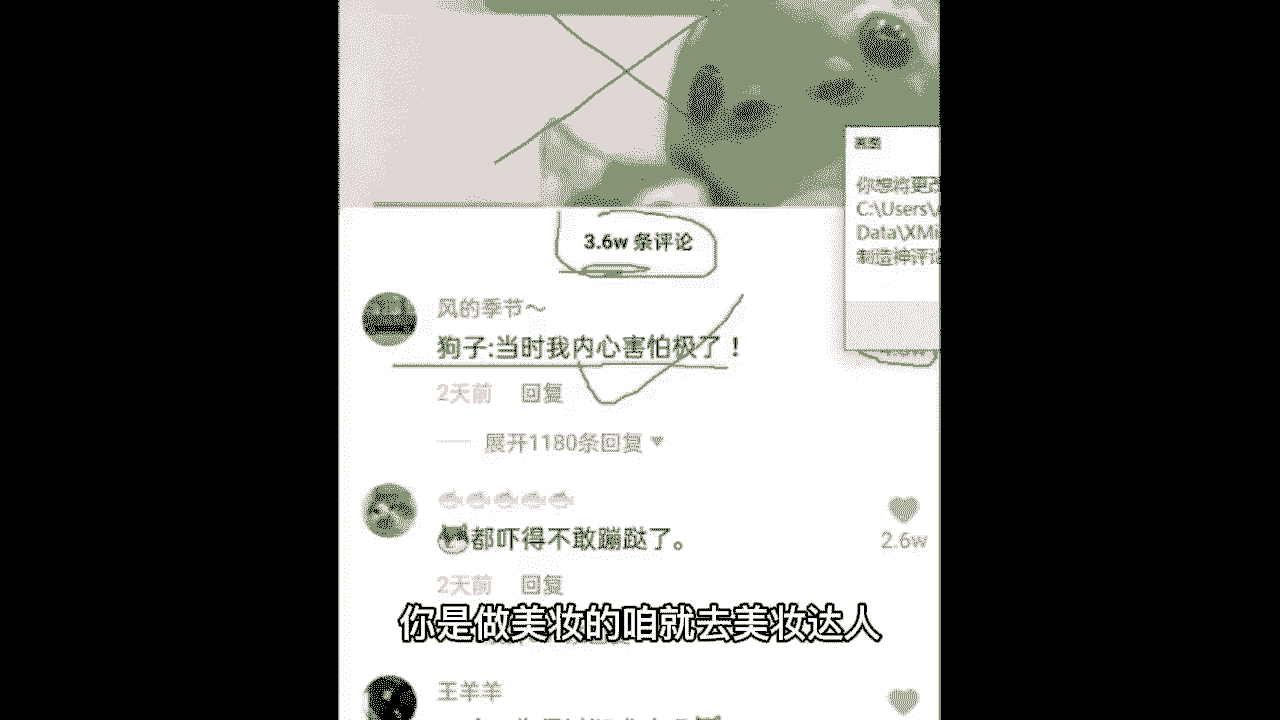 画图
你想将更改
C:\Users\
Data\XMi
制造神评论
3.6w 条评论
风的季节～
狗子:当时我内心害怕极了！
2天前 回复
展开1180条回复
都吓得不敢蹦跶了。
2.6w
2天前 回复
你是做美妆的咱就去美妆达人
王羊羊